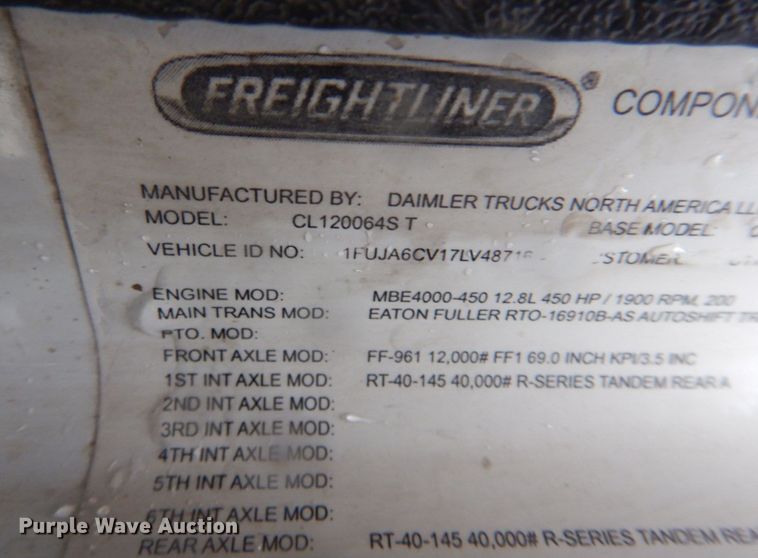 FREIGHTLINER ® COMPON
MANUFACTURED BY: DAIMLER TRUCKS NORTH AMERICA LL
MODEL: CL120064S T BASE MODEL:
VEHICLE ID NO: 1FUJA6CV17LV4871 STOMER
ENGINE MOD: MBE4000-450 12.8L 450 HP / 1900 RPM, 200
MAIN TRANS MOD: EATON FULLER RTO-16910B-AS AUTOSHIFT TR
PTO. MOD:
FRONT AXLE MOD: FF-961 12,000# FF1 69.0 INCH KPI/3.5 INC
1ST INT AXLE MOD: RT-40-145 40,000# R-SERIES TANDEM REAR A
2ND INT AXLE MOD:
3RD INT AXLE MOD:
4TH INT AXLE MOD:
5TH INT AXLE MOD:
6TH INT AXLE MOD:
REAR AXLE MOD: RT-40-145 40,000# R-SERIES TANDEM REA
Purple Wave Auction